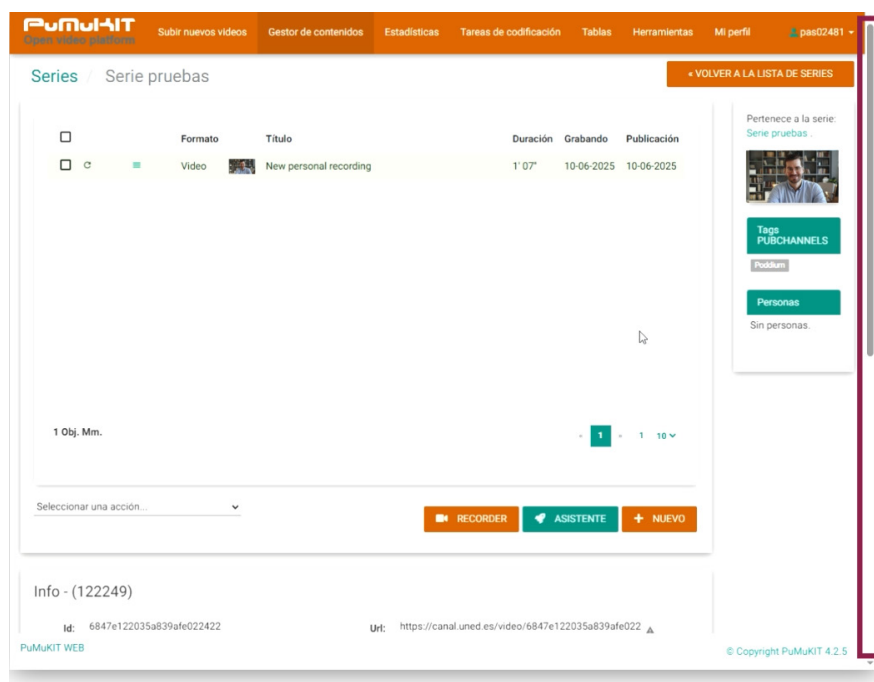 PuMuKIT
Open video platform
Subir nuevos videos
Gestor de contenidos
Estadísticas
Tareas de codificación
Tablas
Herramientas
Mi perfil
pas02481
Series / Serie pruebas
« VOLVER A LA LISTA DE SERIES
Formato Título Duración Grabando Publicación
Video New personal recording 1' 07" 10-06-2025 10-06-2025
1 Obj. Mm.
« 1 » 1 10
Seleccionar una acción...
RECORDER
ASISTENTE
+ NUEVO
Pertenece a la serie:
Serie pruebas .
Tags
PUBCHANNELS
Poddium
Personas
Sin personas.
Info - (122249)
Id: 6847e122035a839afe022422
Url: https://canal.uned.es/video/6847e122035a839afe022
PuMuKIT WEB
© Copyright PuMuKIT 4.2.5